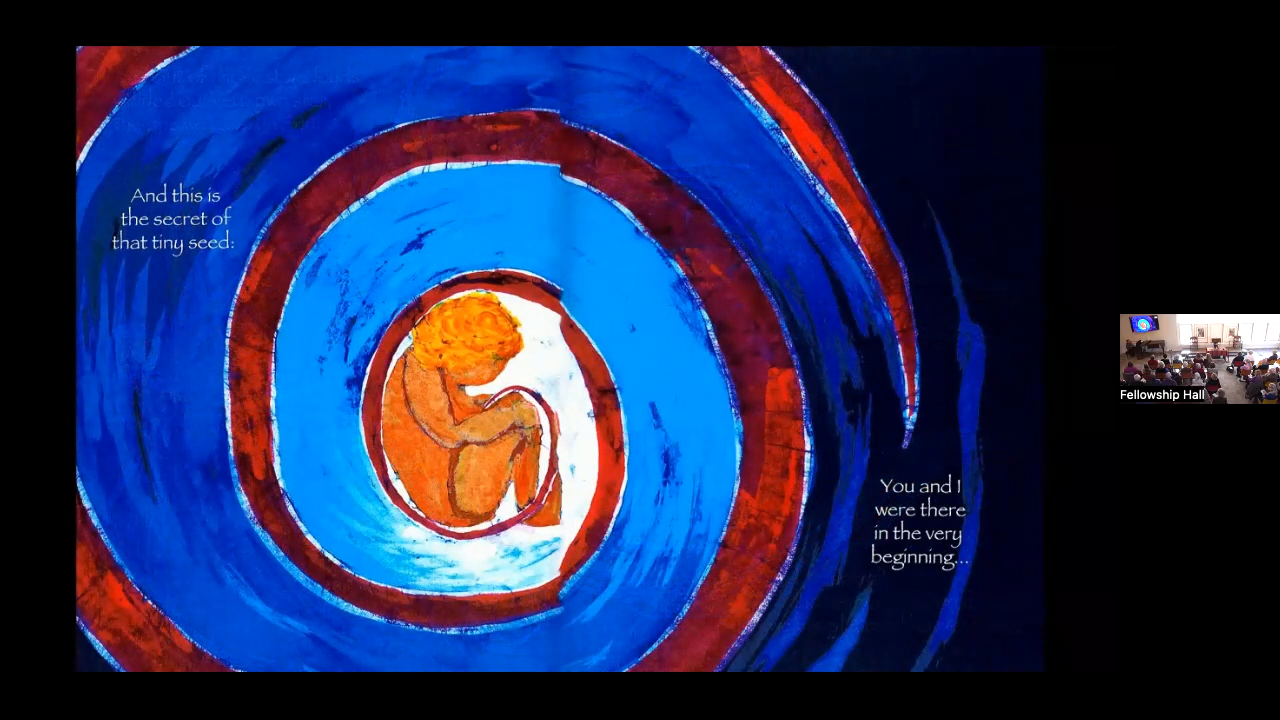 And this is
the secret of
that tiny seed:
You and I
were there
in the very
beginning...
Fellowship Hall